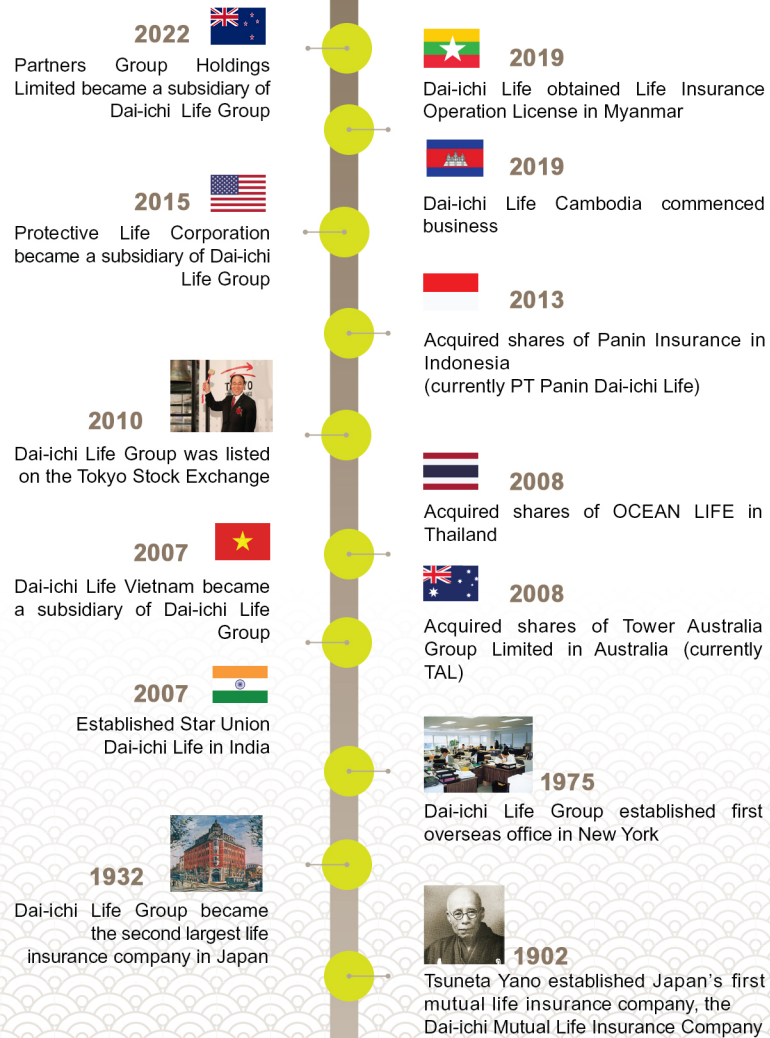 2022
Partners Group Holdings
Limited became a subsidiary of
Dai-ichi Life Group
2019
Dai-ichi Life obtained Life Insurance
Operation License in Myanmar
2019
Dai-ichi Life Cambodia commenced
business
2015
Protective Life Corporation
became a subsidiary of Dai-ichi
Life Group
2013
Acquired shares of Panin Insurance in
Indonesia
(currently PT Panin Dai-ichi Life)
2010
Dai-ichi Life Group was listed
on the Tokyo Stock Exchange
2008
Acquired shares of OCEAN LIFE in
Thailand
2007
Dai-ichi Life Vietnam became
a subsidiary of Dai-ichi Life
Group
2008
Acquired shares of Tower Australia
Group Limited in Australia (currently
TAL)
2007
Established Star Union
Dai-ichi Life in India
1975
Dai-ichi Life Group established first
overseas office in New York
1932
Dai-ichi Life Group became
the second largest life
insurance company in Japan
1902
Tsuneta Yano established Japan's first
mutual life insurance company, the
Dai-ichi Mutual Life Insurance Company